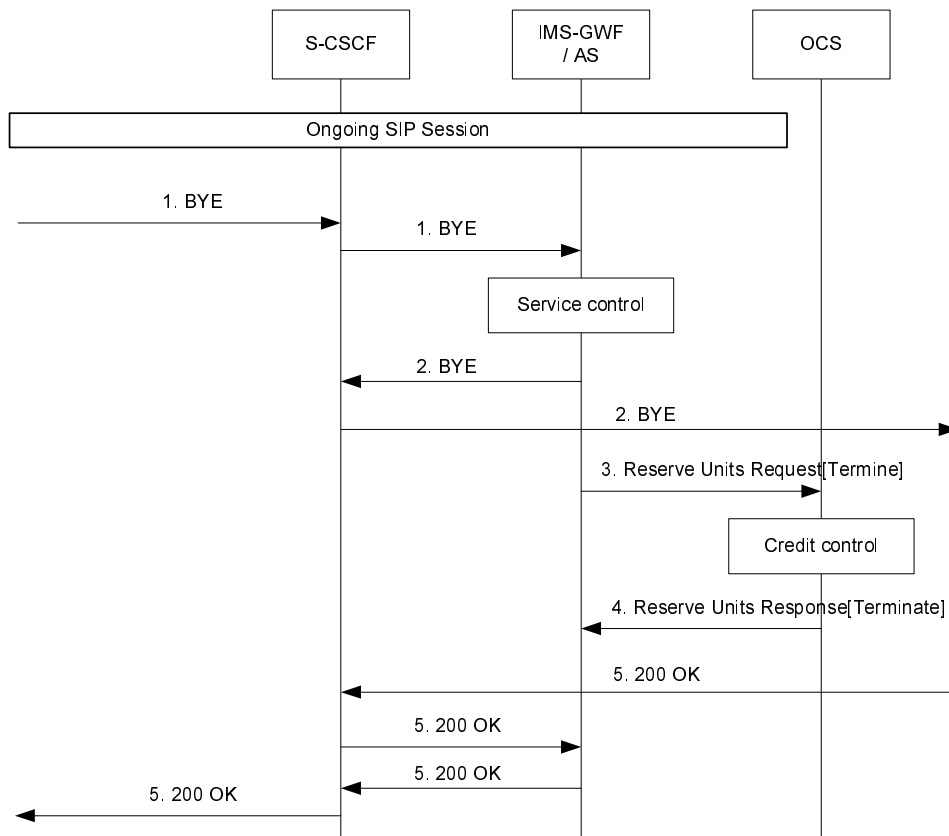 S-CSCF
IMS-GWF
/ AS
OCS
Ongoing SIP Session
1. BYE
1. BYE
Service control
2. BYE
2. BYE
3. Reserve Units Request[Termine]
Credit control
4. Reserve Units Response[Terminate]
5. 200 OK
5. 200 OK
5. 200 OK
5. 200 OK